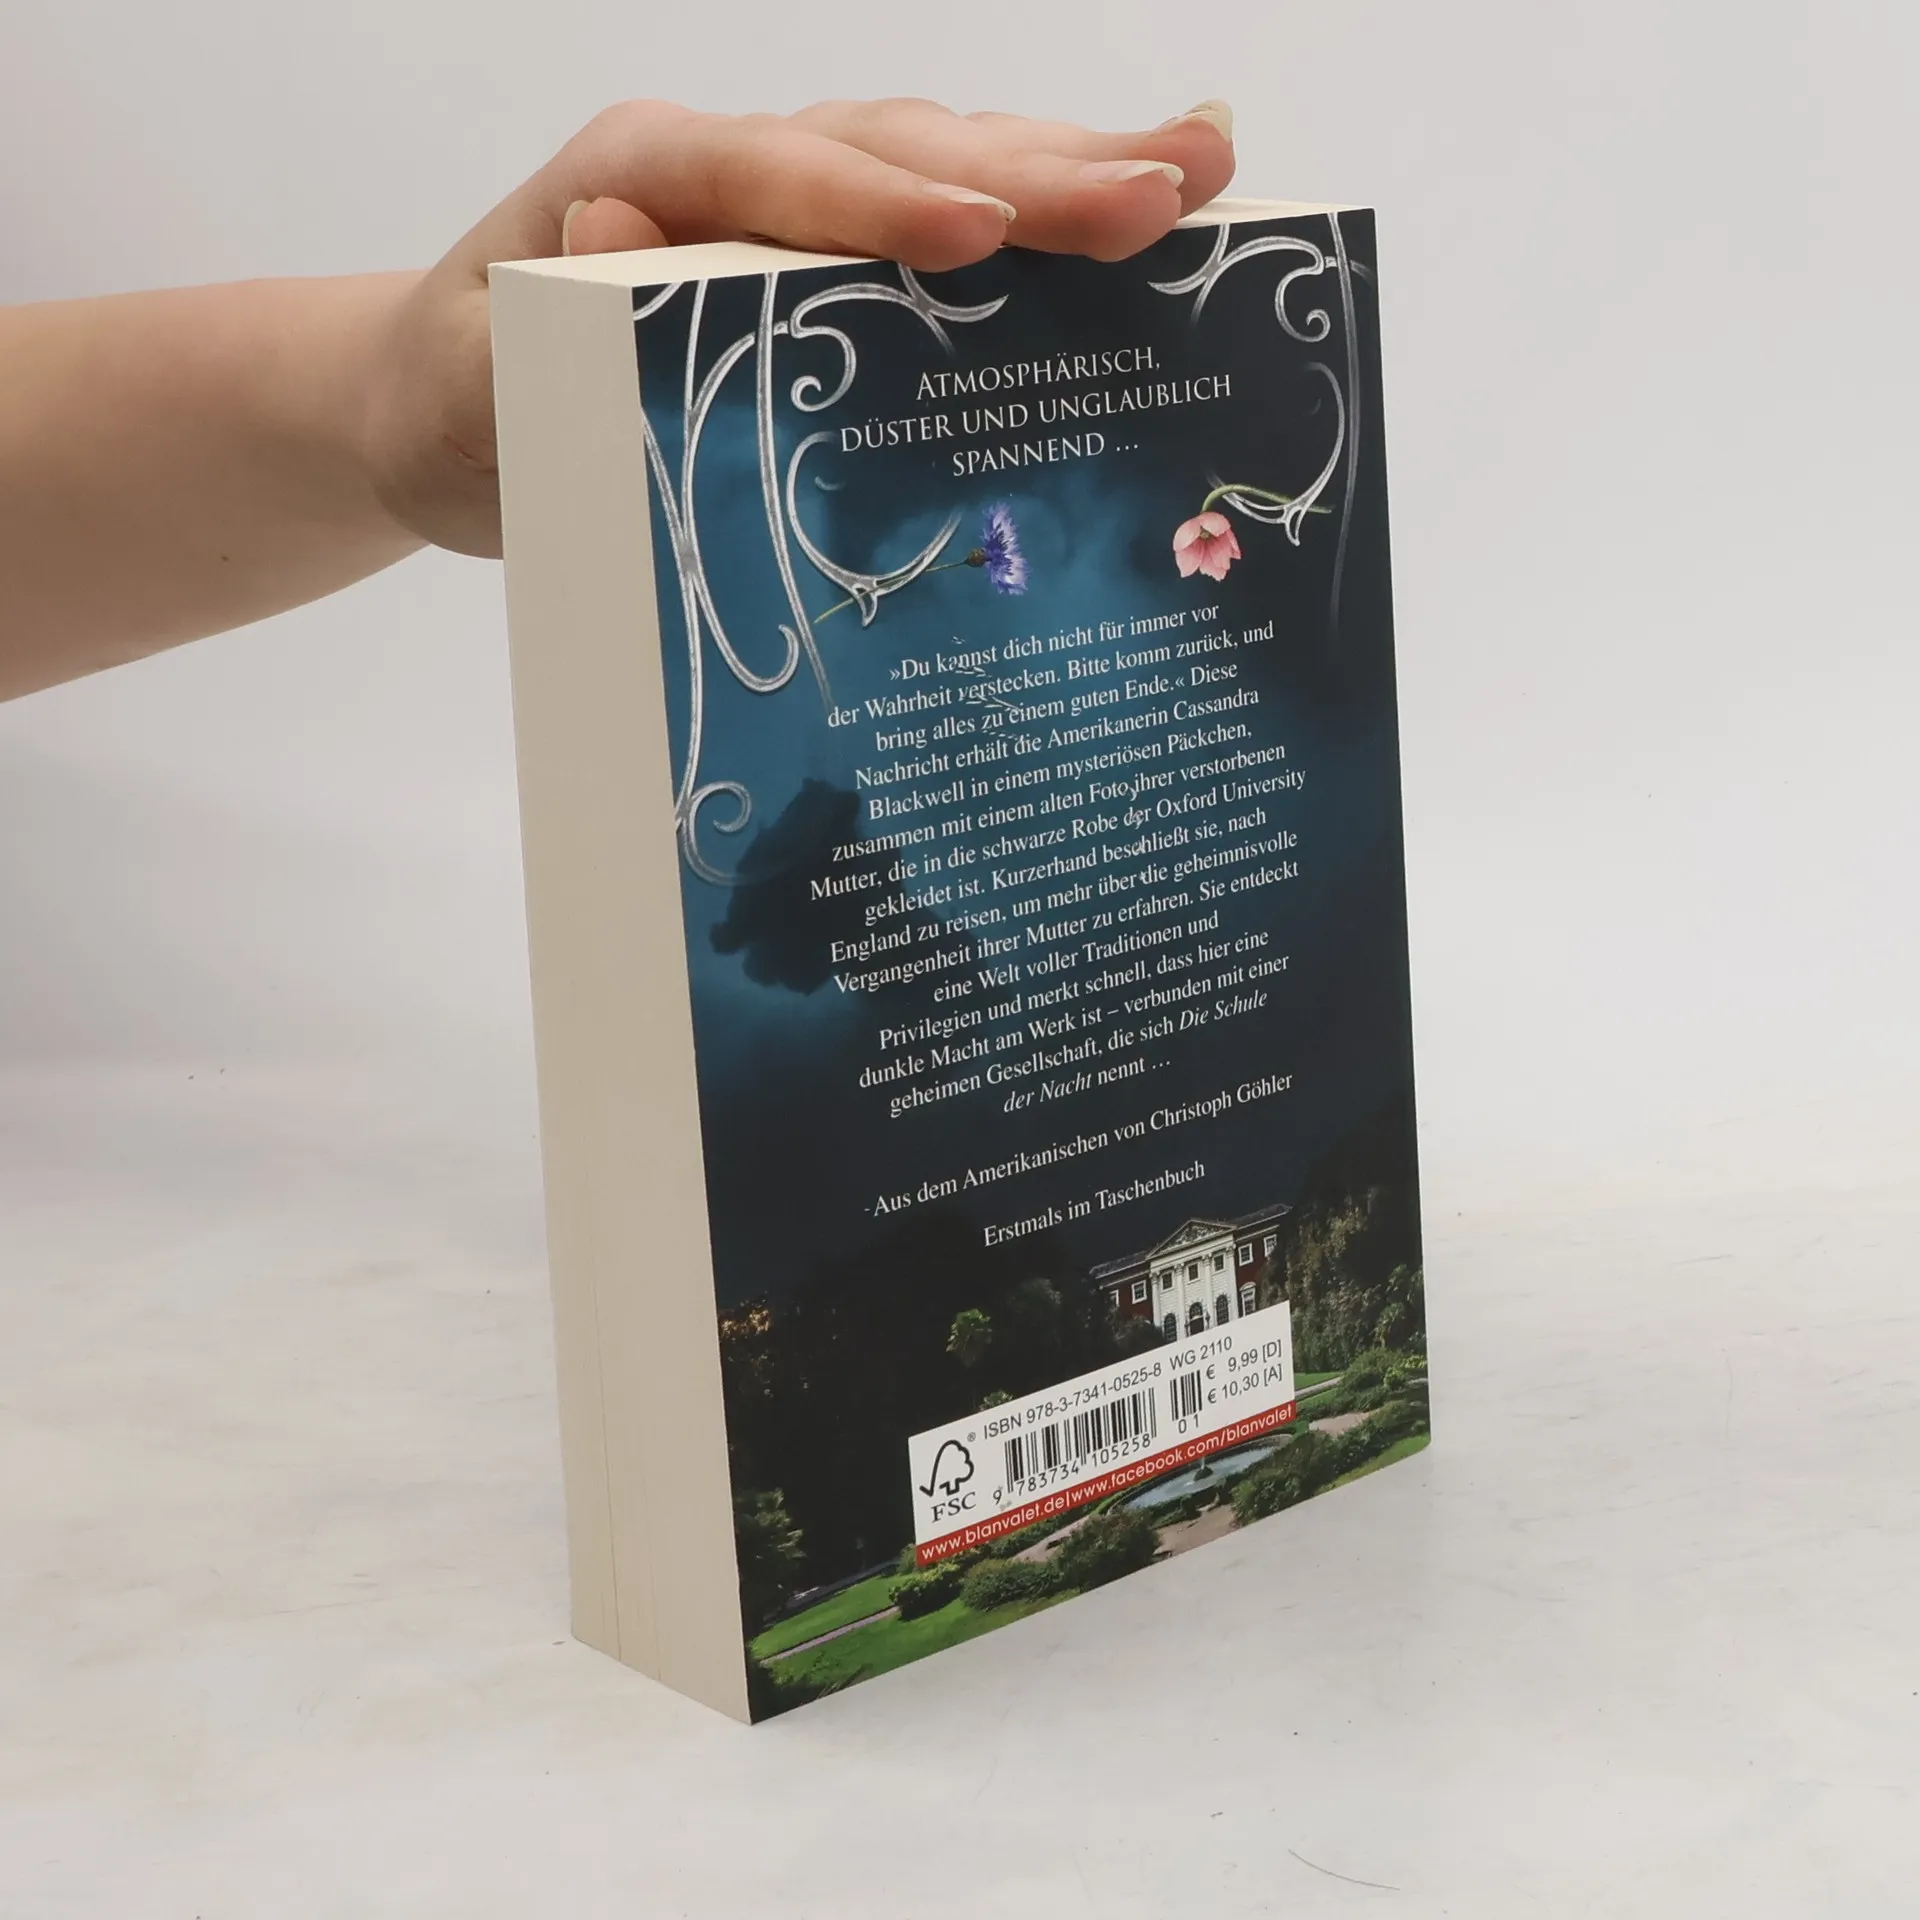 ATMOSPHÄRISCH,
DÜSTER UND UNGLAUBLICH
SPANNEND ...
»Du kannst dich nicht für immer vor
der Wahrheit verstecken. Bitte komm zurück, und
bring alles zu einem guten Ende.« Diese
Nachricht erhält die Amerikanerin Cassandra
Blackwell in einem mysteriösen Päckchen,
zusammen mit einem alten Foto ihrer verstorbenen
Mutter, die in die schwarze Robe der Oxford University
gekleidet ist. Kurzerhand beschließt sie, nach
England zu reisen, um mehr über die geheimnisvolle
Vergangenheit ihrer Mutter zu erfahren. Sie entdeckt
eine Welt voller Traditionen und
Privilegien und merkt schnell, dass hier eine
dunkle Macht am Werk ist – verbunden mit einer
geheimen Gesellschaft, die sich Die Schule
der Nacht nennt ...
Aus dem Amerikanischen von Christoph Göhler
Erstmals im Taschenbuch
ISBN 978-3-7341-0525-8 WG 2110
€ 9,99 [D]
€ 10,30 [A]
9 783734 105258
01
® FSC
www.blanvalet.de|www.facebook.com/blanvalet